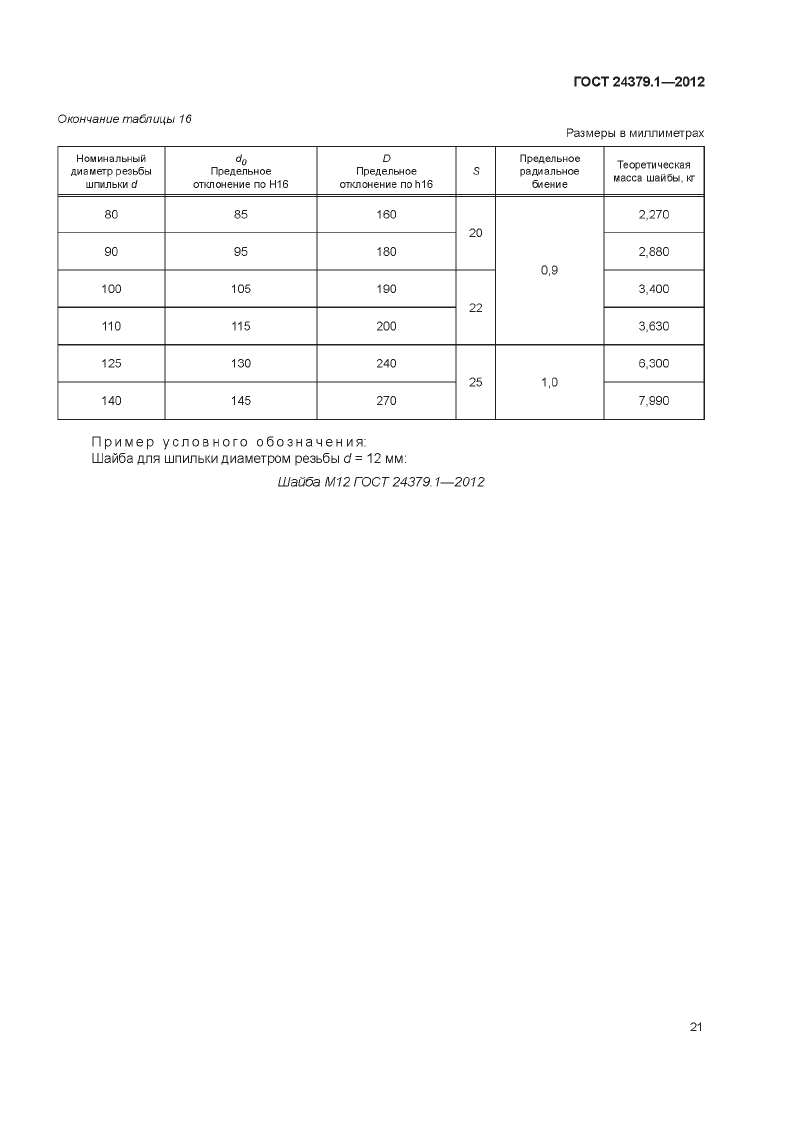 ГОСТ 24379.1—2012
Окончание таблицы 16
Размеры в миллиметрах
Номинальный диаметр резьбы шпильки d | d0 Предельное отклонение по H16 | D Предельное отклонение по h16 | S | Предельное радиальное биение | Теоретическая масса шайбы, кг
80 | 85 | 160 | 20 | 0,9 | 2,270
90 | 95 | 180 | 2,880
100 | 105 | 190 | 22 | 3,400
110 | 115 | 200 | 3,630
125 | 130 | 240 | 25 | 1,0 | 6,300
140 | 145 | 270 | 7,990
Пример условного обозначения:
Шайба для шпильки диаметром резьбы d = 12 мм:
Шайба М12 ГОСТ 24379.1—2012
21